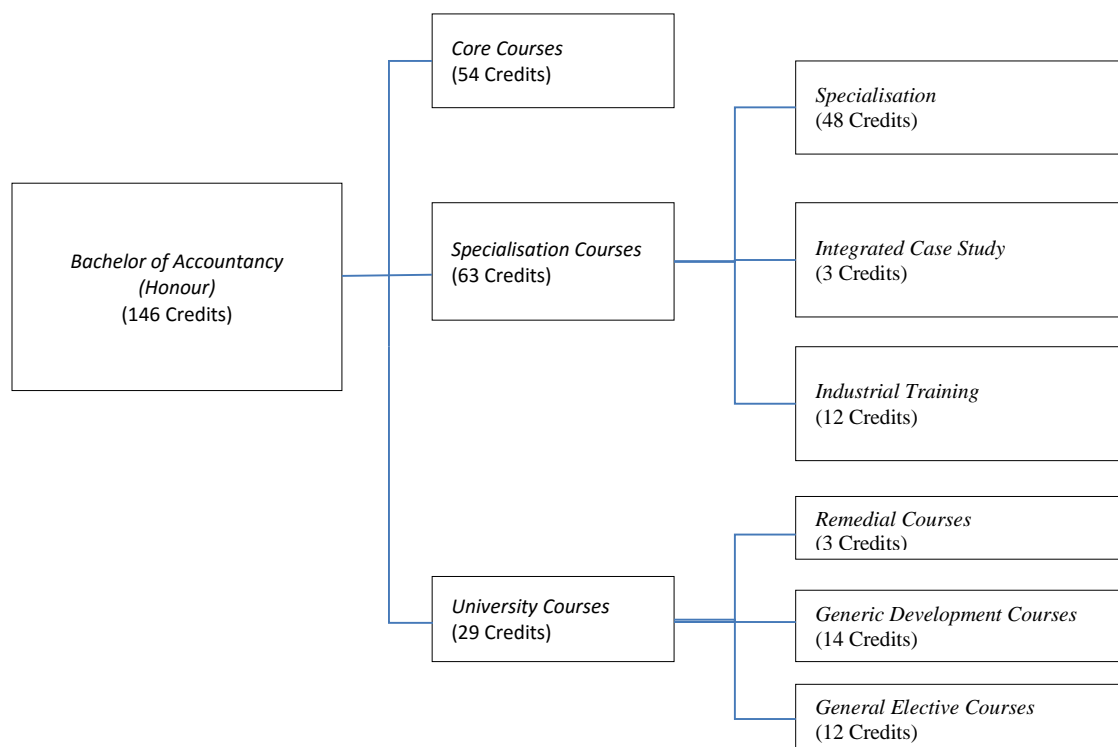 Bachelor of Accountancy
(Honour)
(146 Credits)
Core Courses
(54 Credits)
Specialisation Courses
(63 Credits)
Specialisation
(48 Credits)
Integrated Case Study
(3 Credits)
Industrial Training
(12 Credits)
University Courses
(29 Credits)
Remedial Courses
(3 Credits)
Generic Development Courses
(14 Credits)
General Elective Courses
(12 Credits)